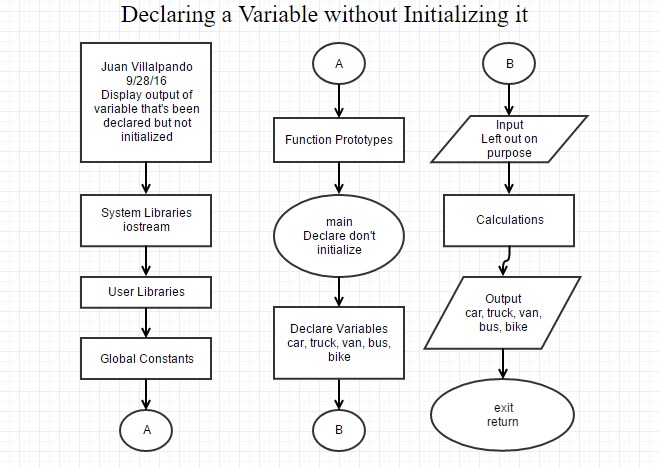 Declaring a Variable without Initializing it
Juan Villalpando
9/28/16
Display output of
variable that's been
declared but not
initialized
System Libraries
iostream
User Libraries
Global Constants
A
A
Function Prototypes
main
Declare don't
initialize
Declare Variables
car, truck, van, bus,
bike
B
B
Input
Left out on
purpose
Calculations
Output
car, truck, van,
bus, bike
exit
return